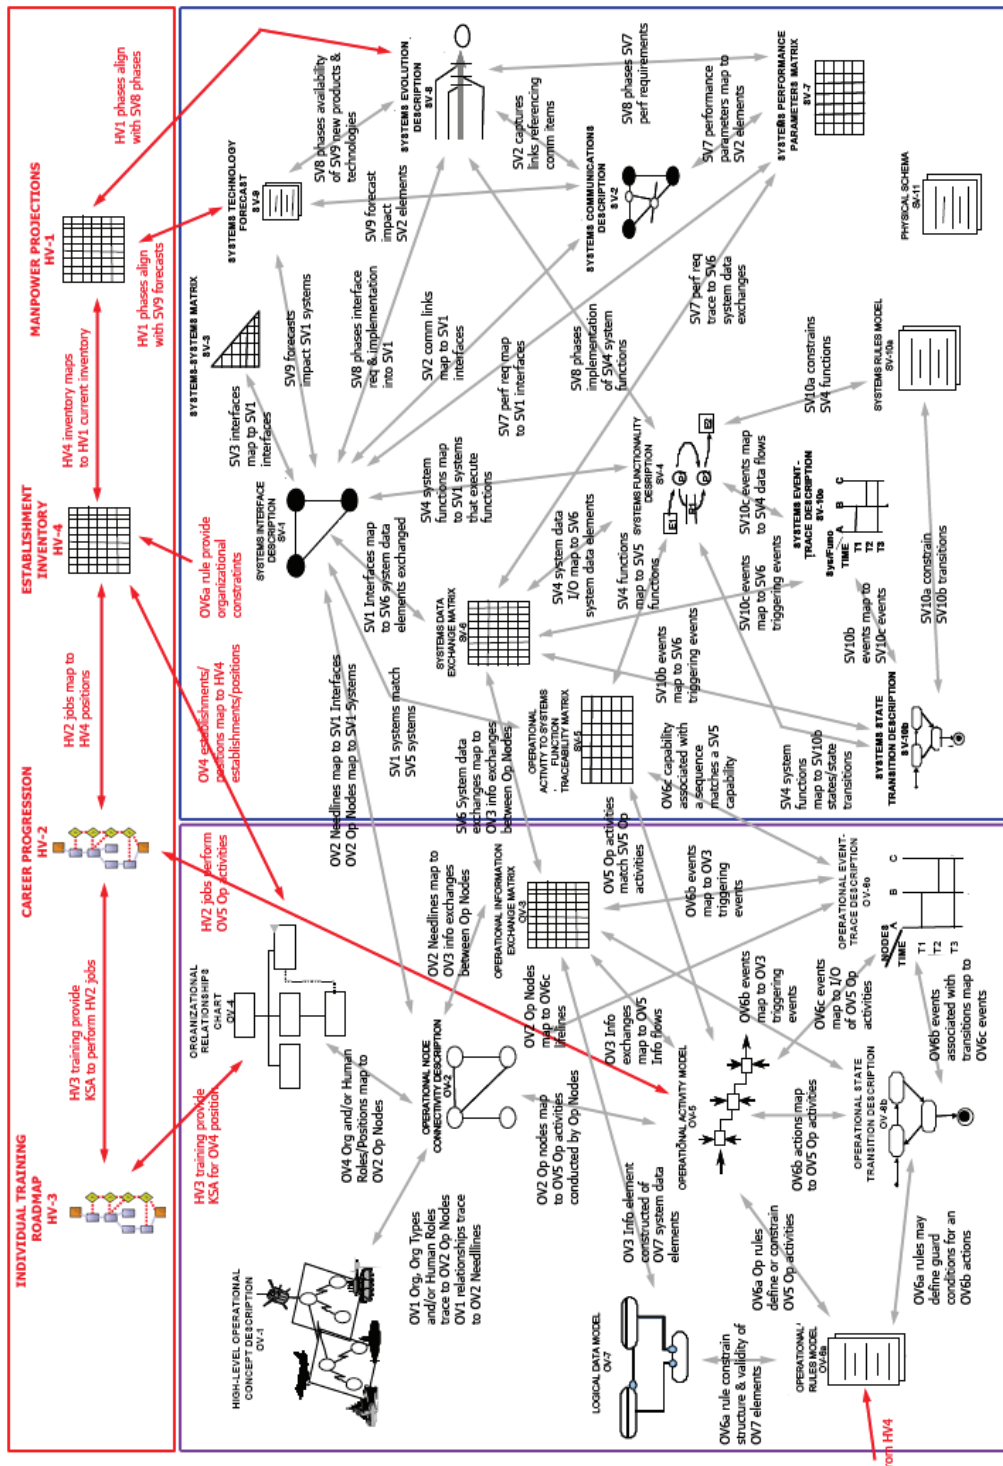 INDIVIDUAL TRAINING
ROADMAP
HV-3
CAREER PROGRESSION
HV-2
ESTABLISHMENT
INVENTORY
HV-4
MANPOWER PROJECTIONS
HV-1
HV3 training provide
KSA to perform HV2 jobs
HV2 jobs map to
HV4 positions
HV4 inventory maps
to HV1 current inventory
HV1 phases align
with SV8 phases
HV1 phases align
with SV9 forecasts
HV3 training provide
KSA for OV4 position
HV2 jobs perform
OV5 Op activities
OV4 establishments/
positions map to HV4
establishments/positions
OV6a rule provide
organizational
constratints
HIGH-LEVEL OPERATIONAL
CONCEPT DESCRIPTION
OV-1
ORGANIZATIONAL
RELATIONSHIPS
CHART
OV-4
OV4 Org and/or Human
Roles/Positions map to
OV2 Op Nodes
OV1 Org, Org Types
and/or Human Roles
trace to OV2 Op Nodes
OV1 relationships trace
to OV2 Needllines
OPERATIONAL NODE
CONNECTIVITY DESCRIPTION
OV-2
OV2 Needlines map to
OV3 info exchanges
between Op Nodes
OPERATIONAL INFORMATION
EXCHANGE MATRIX
OV-3
OV2 Needlines map to SV1 Interfaces
OV2 Op Nodes map to SV1 Systems
SV6 System data
exchanges map to
OV3 info exchanges
between Op Nodes
OV2 Op nodes map
to OV5 Op activities
conducted by Op Nodes
OV2 Op Nodes
map to OV6c
lifelines
OV3 Info
exchanges
map to OV5
Info flows
OV5 Op activities
match SV5 Op
activities
OV3 Info element
constructed of
OV7 system data
elements
OPERATIONAL ACTIVITY MODEL
OV-5
OV6b events
map to OV3
triggering
events
OV6b events
map to OV3
triggering
events
OV6c events
map to I/O
of OV5 Op
activities
LOGICAL DATA MODEL
OV-7
OV6a rule constrain
structure & validity of
OV7 elements
OV6a Op rules
define or constrain
OV5 Op activities
OV6b actions map
to OV5 Op activities
OPERATIONAL
RULES MODEL
OV-6a
OPERATIONAL STATE
TRANSITION DESCRIPTION
OV-6b
OPERATIONAL EVENT-
TRACE DESCRIPTION
OV-6c
NODES
TIME
A
B
C
T1
T2
T3
OV6a rules may
define guard
conditions for an
OV6b actions
OV6b events
associated with
transitions map to
OV6c events
from HV4
SYSTEMS INTERFACE
DESCRIPTION
SV-1
SYSTEMS-SYSTEMS MATRIX
SV-3
SYSTEMS TECHNOLOGY
FORECAST
SV-9
SYSTEMS EVOLUTION
DESCRIPTION
SV-8
SV3 interfaces
map to SV1
interfaces
SV8 phases availability
of SV9 new products &
technologies
SV9 forecasts
impact SV1 systems
SV9 forecast
impact
SV2 elements
SV8 phases interface
req & implementation
into SV1
SV2 comm links
map to SV1
interfaces
SV2 captures
links referencing
comm items
SV8 phases SV7
perf requirements
SV7 perf req map
to SV1 interfaces
SYSTEMS COMMUNICATIONS
DESCRIPTION
SV-2
SV7 performance
parameters map to
SV2 elements
SYSTEMS PERFORMANCE
PARAMETERS MATRIX
SV-7
SV1 Interfaces map
to SV6 system data
elements exchanged
SV4 system
functions map
to SV1 systems
that execute
functions
SV8 phases
implementation
of SV4 system
functions
SV7 perf req
trace to SV6
system data
exchanges
SV1 systems match
SV5 systems
SYSTEMS DATA
EXCHANGE MATRIX
SV-6
SV4 system data
I/O map to SV6
system data elements
SYSTEMS FUNCTIONALITY
DESRIPTION
SV-4
E1
P1
P2
E2
OPERATIONAL
ACTIVITY TO SYSTEMS
FUNCTION
TRACEABILITY MATRIX
SV-5
SV4 functions
map to SV5
functions
SV10b events
map to SV6
triggering events
SV10c events
map to SV6
triggering events
SV10c events map
to SV4 data flows
SV10a constrains
SV4 functions
OV6c capability
associated with
a sequence
matches a SV5
capability
SV4 system
functions
map to SV10b
states/state
transitions
SYSTEMS EVENT-
TRACE DESCRIPTION
SV-10c
Sys/Func
TIME
A
B
C
T1
T2
T3
SYSTEMS RULES MODEL
SV-10a
PHYSICAL SCHEMA
SV-11
SYSTEMS STATE
TRANSITION DESCRIPTION
SV-10b
SV10b
events map to
SV10c events
SV10a constrain
SV10b transitions